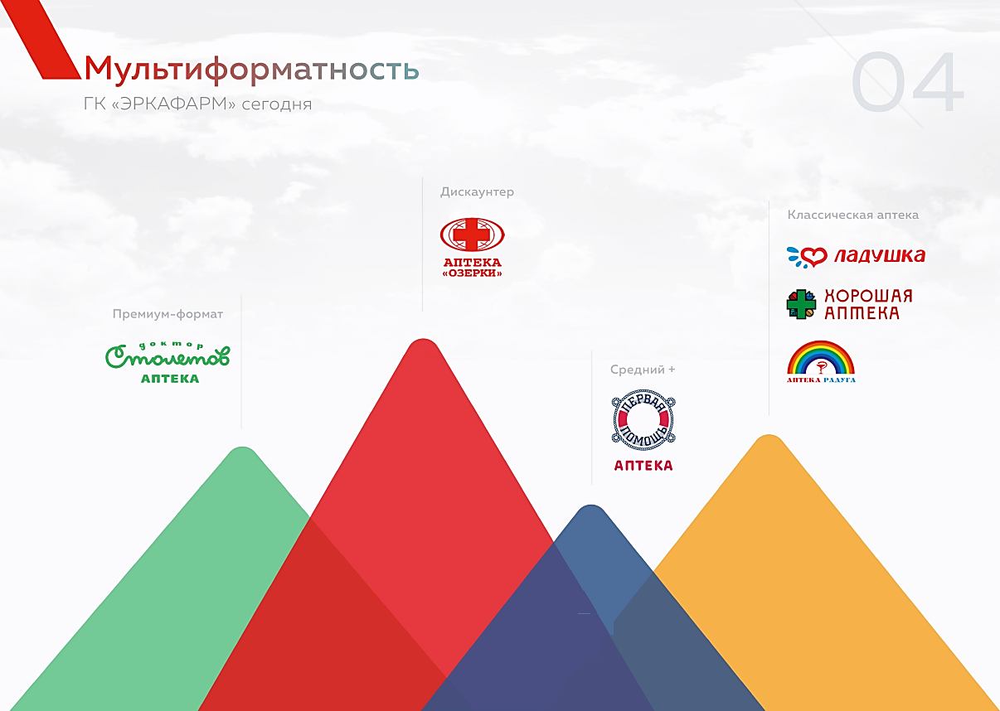 Мультиформатность
ГК «ЭРКАФАРМ» сегодня
04
Премиум-формат
доктор
Столетов
АПТЕКА
Дискаунтер
АПТЕКА
«ОЗЕРКИ»
Средний +
ПЕРВАЯ
ПОМОЩЬ
АПТЕКА
Классическая аптека
ладушка
ХОРОШАЯ
АПТЕКА
АПТЕКА РАДУГА